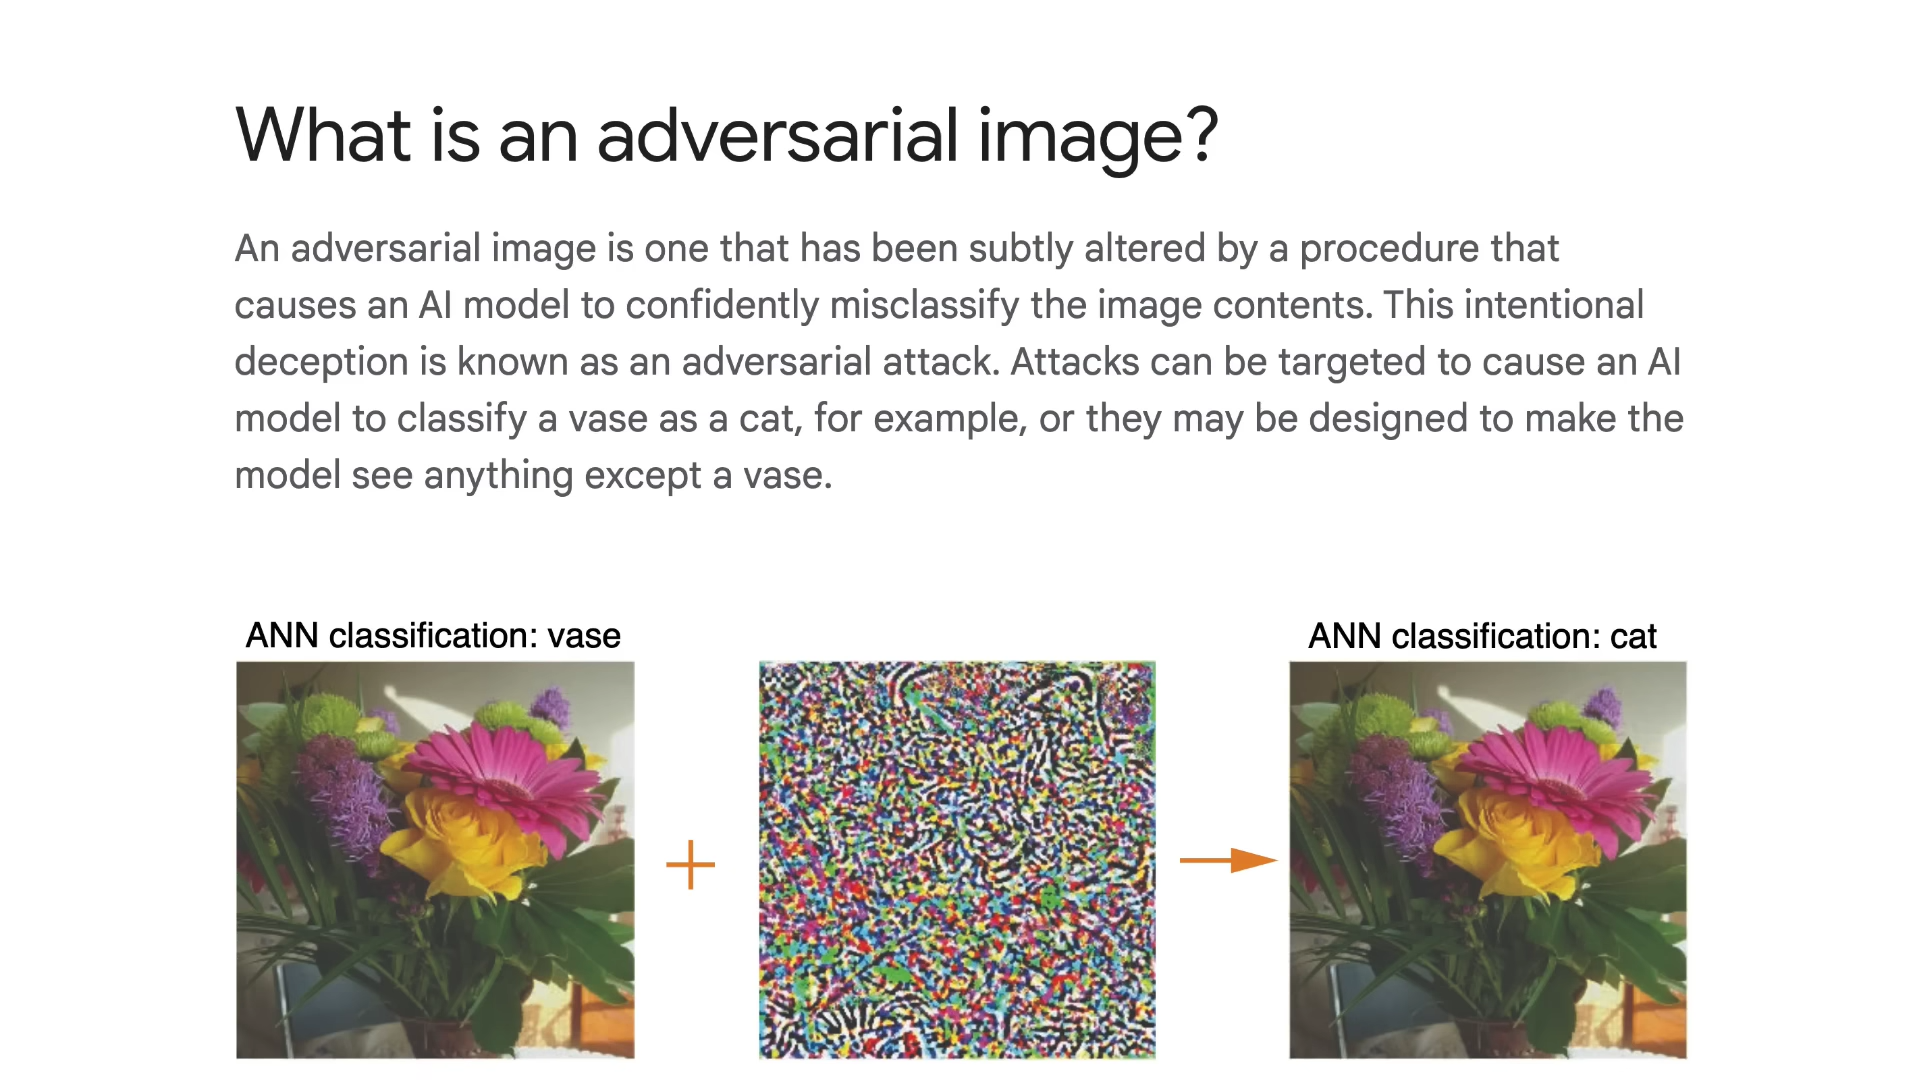 What is an adversarial image?
An adversarial image is one that has been subtly altered by a procedure that
causes an AI model to confidently misclassify the image contents. This intentional
deception is known as an adversarial attack. Attacks can be targeted to cause an AI
model to classify a vase as a cat, for example, or they may be designed to make the
model see anything except a vase.
ANN classification: vase
ANN classification: cat